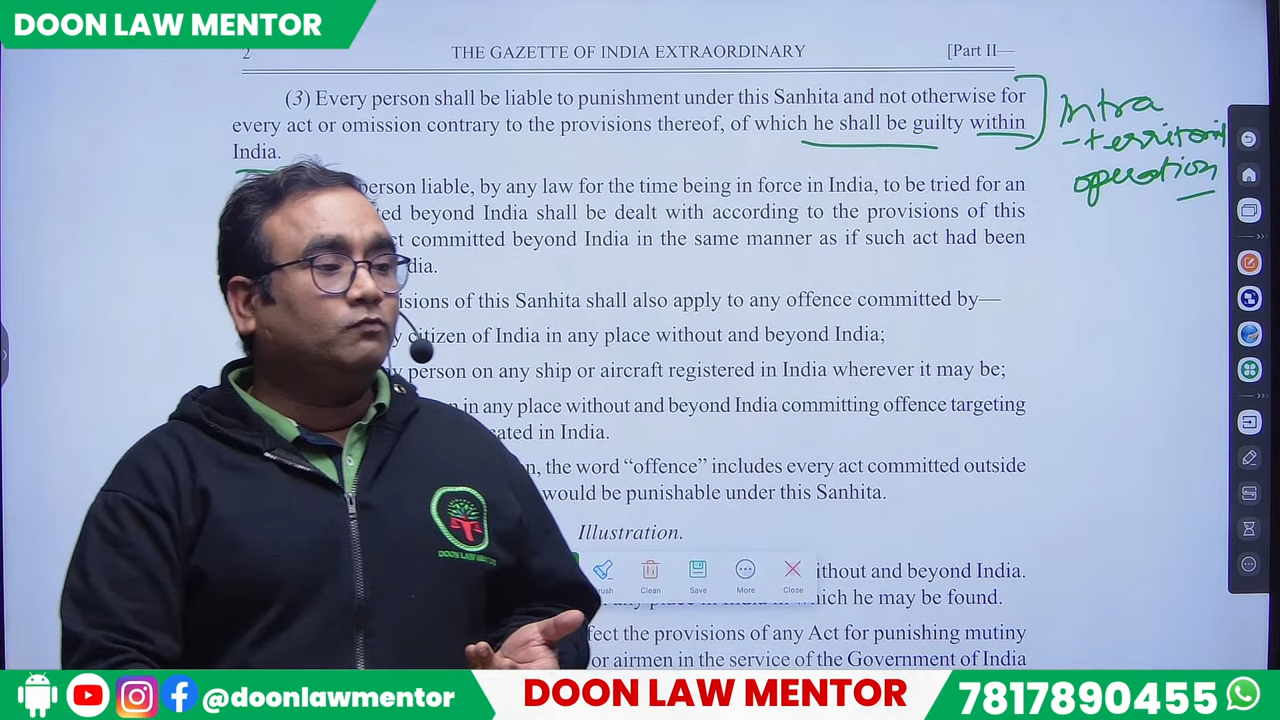 DOON LAW MENTOR
2 THE GAZETTE OF INDIA EXTRAORDINARY [Part II—
(3) Every person shall be liable to punishment under this Sanhita and not otherwise for
every act or omission contrary to the provisions thereof, of which he shall be guilty within
India.
Intra
-territorial
operation
person liable, by any law for the time being in force in India, to be tried for an
ted beyond India shall be dealt with according to the provisions of this
ct committed beyond India in the same manner as if such act had been
dia.
isions of this Sanhita shall also apply to any offence committed by—
y citizen of India in any place without and beyond India;
y person on any ship or aircraft registered in India wherever it may be;
n in any place without and beyond India committing offence targeting
cated in India.
n, the word “offence” includes every act committed outside
would be punishable under this Sanhita.
Illustration.
ithout and beyond India.
any place in India in which he may be found.
rush Clean Save More Close
fect the provisions of any Act for punishing mutiny
or airmen in the service of the Government of India
DOON LAW MENTOR
@doonlawmentor DOON LAW MENTOR 7817890455